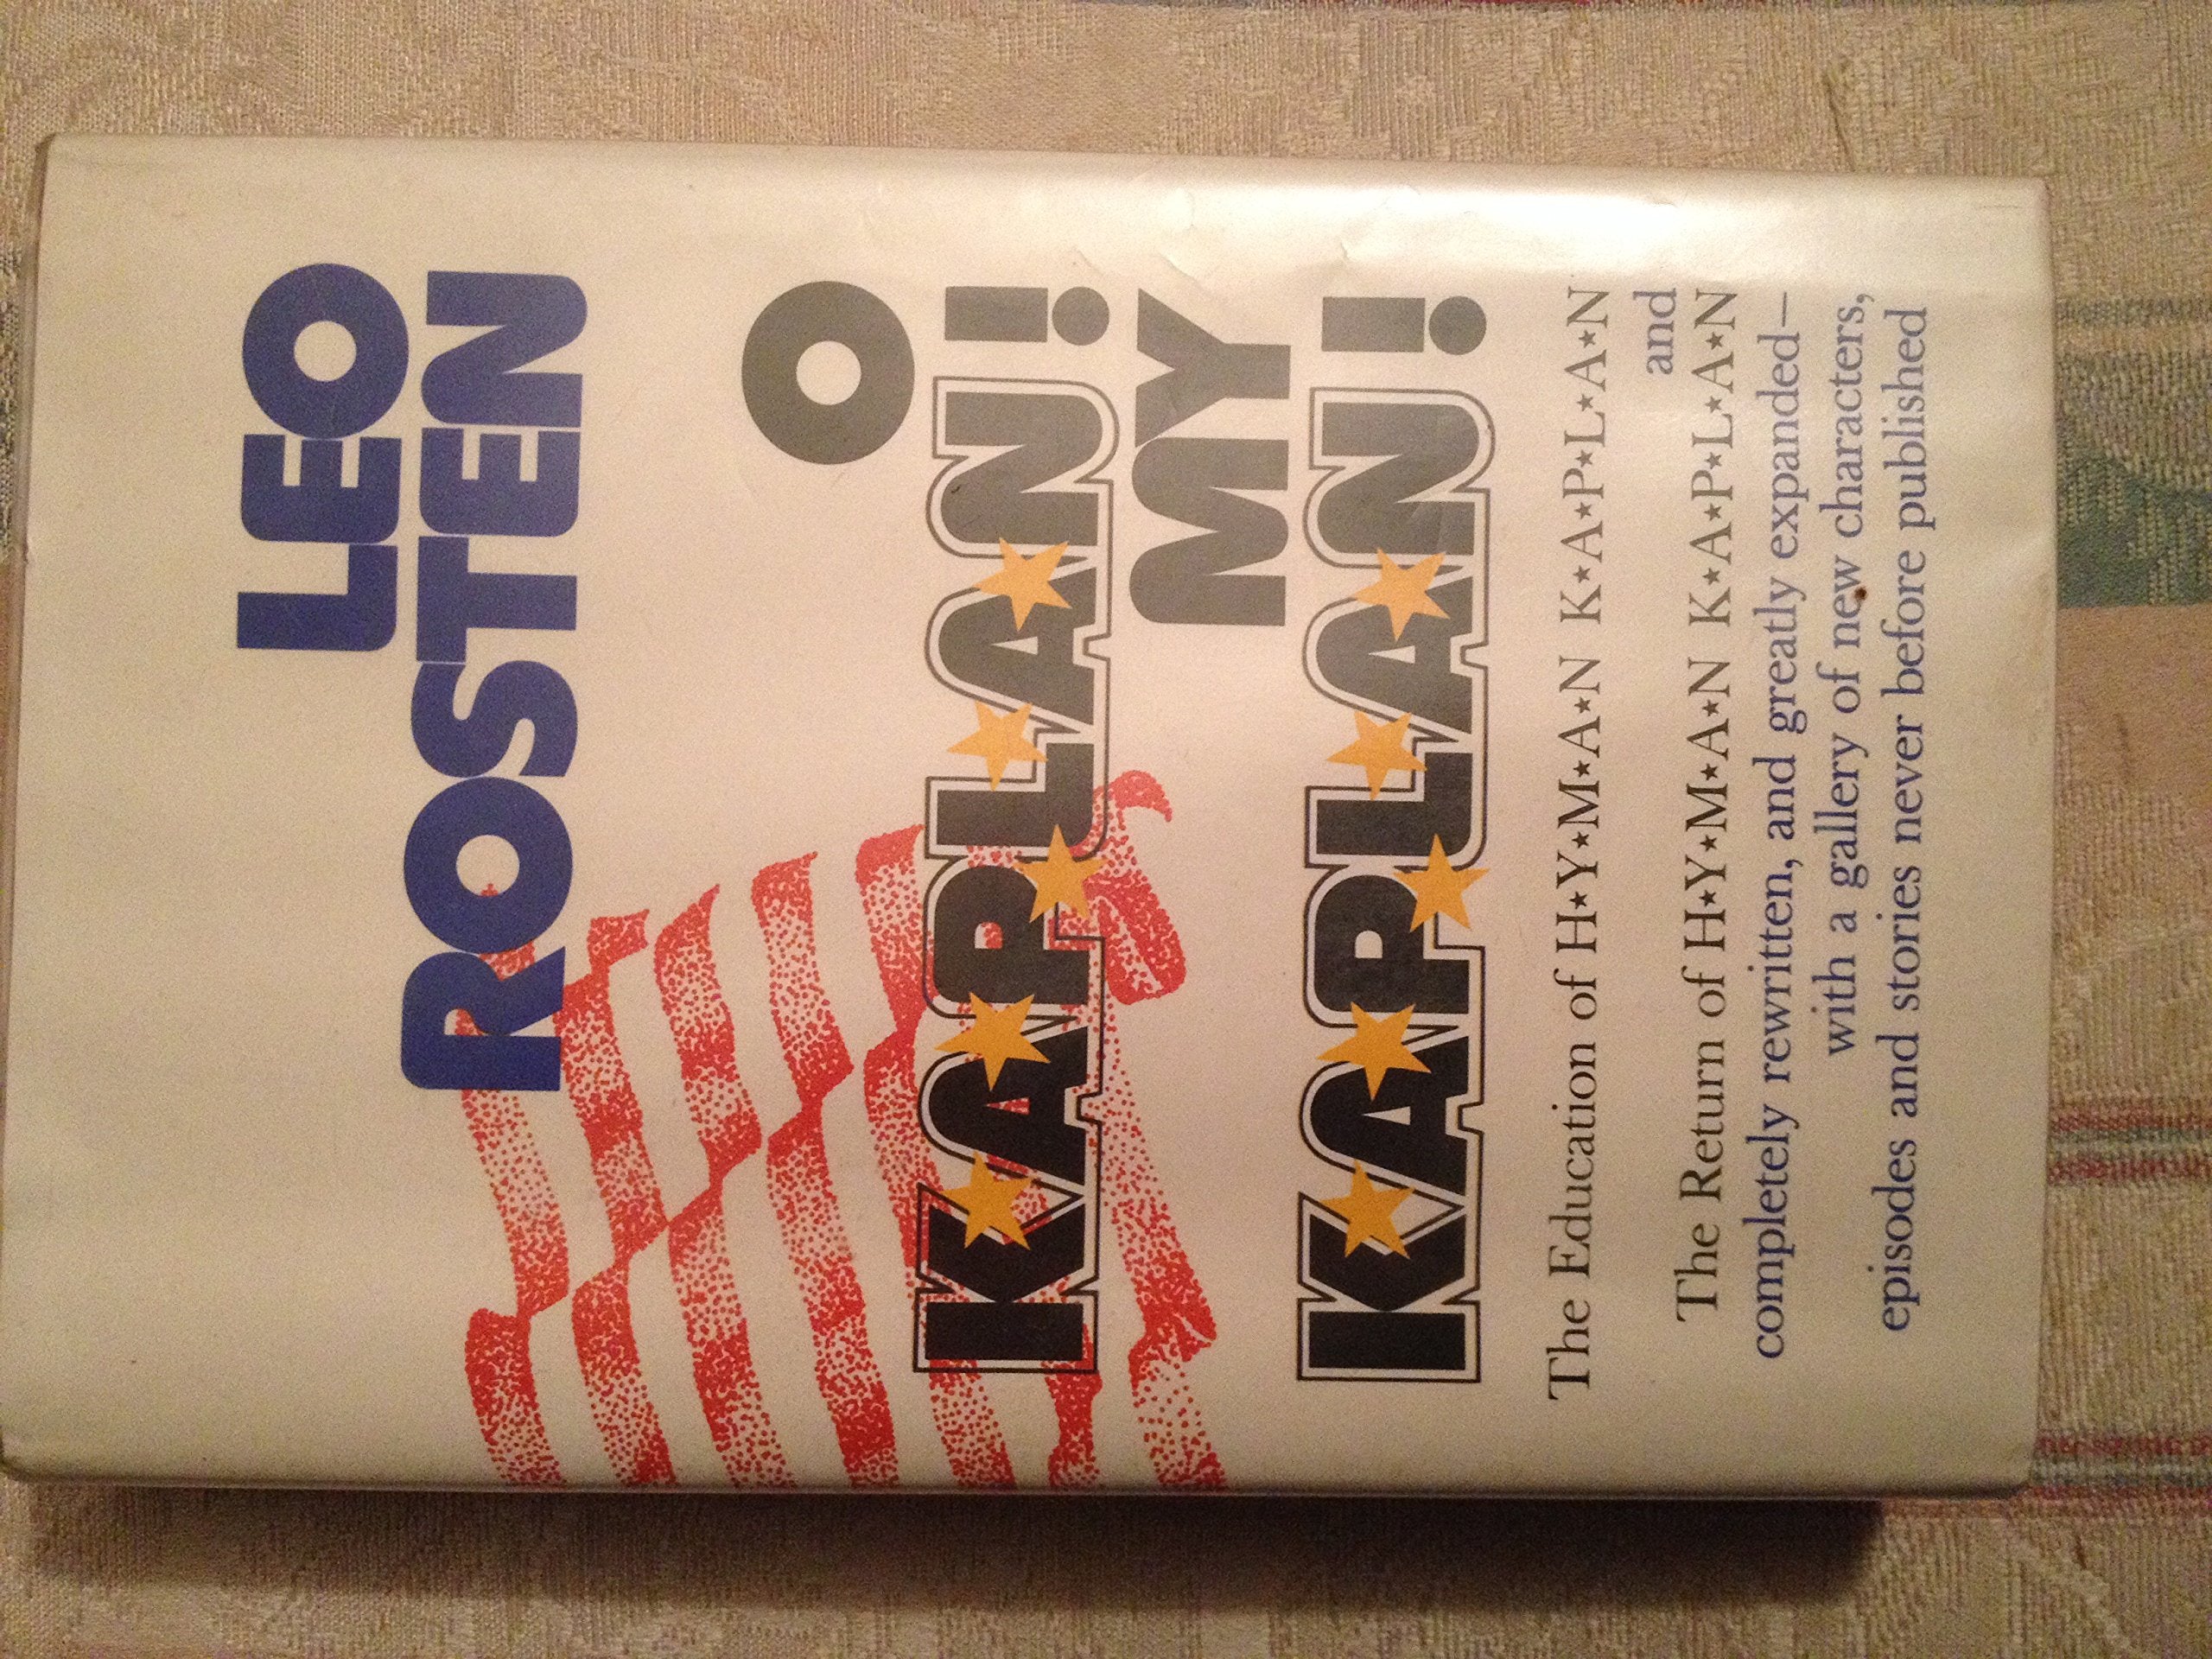 LEO
ROSTEN
O
K★A★P★L★A★N!
MY
K★A★P★L★A★N!
The Education of H★Y★M★A★N K★A★P★L★A★N
and
The Return of H★Y★M★A★N K★A★P★L★A★N
completely rewritten, and greatly expanded—
with a gallery of new characters,
episodes and stories never before published